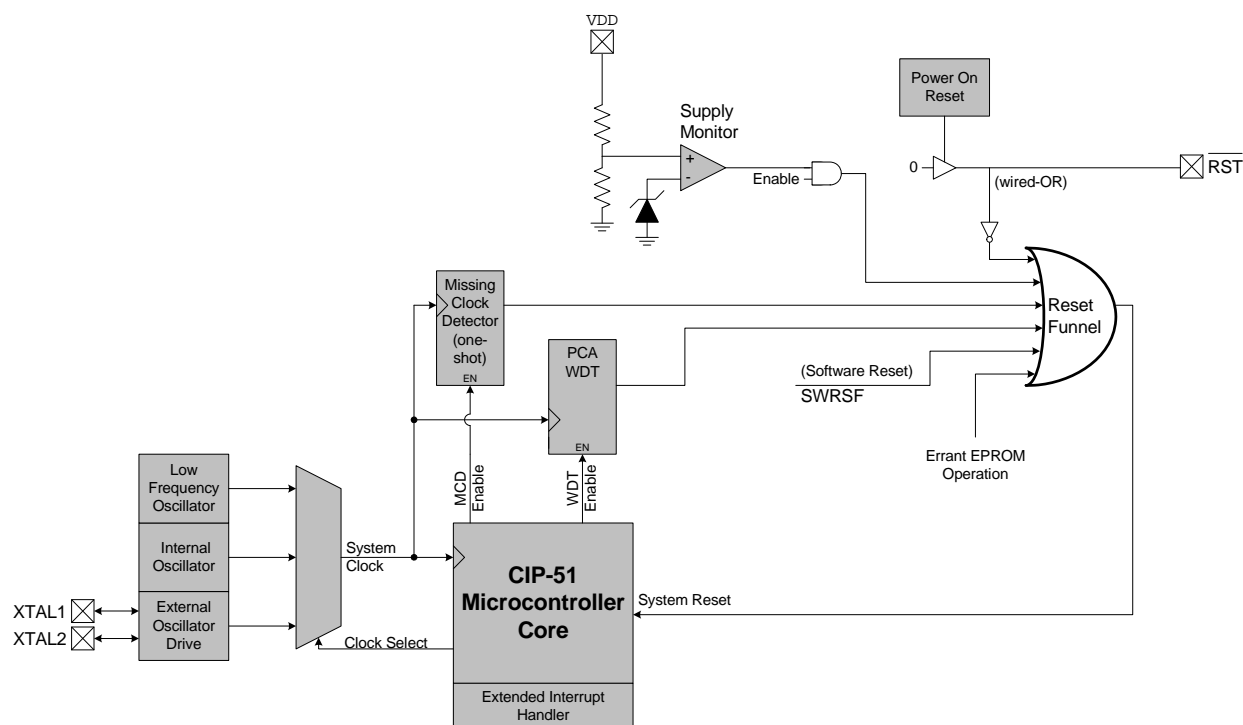 VDD
Power On
Reset
Supply
Monitor
+
-
Enable
0
(wired-OR)
RST
Missing
Clock
Detector
(one-
shot)
EN
Reset
Funnel
PCA
WDT
EN
(Software Reset)
SWRSF
Errant EPROM
Operation
MCD
Enable
WDT
Enable
Low
Frequency
Oscillator
Internal
Oscillator
External
Oscillator
Drive
XTAL1
XTAL2
System
Clock
Clock Select
CIP-51
Microcontroller
Core
System Reset
Extended Interrupt
Handler